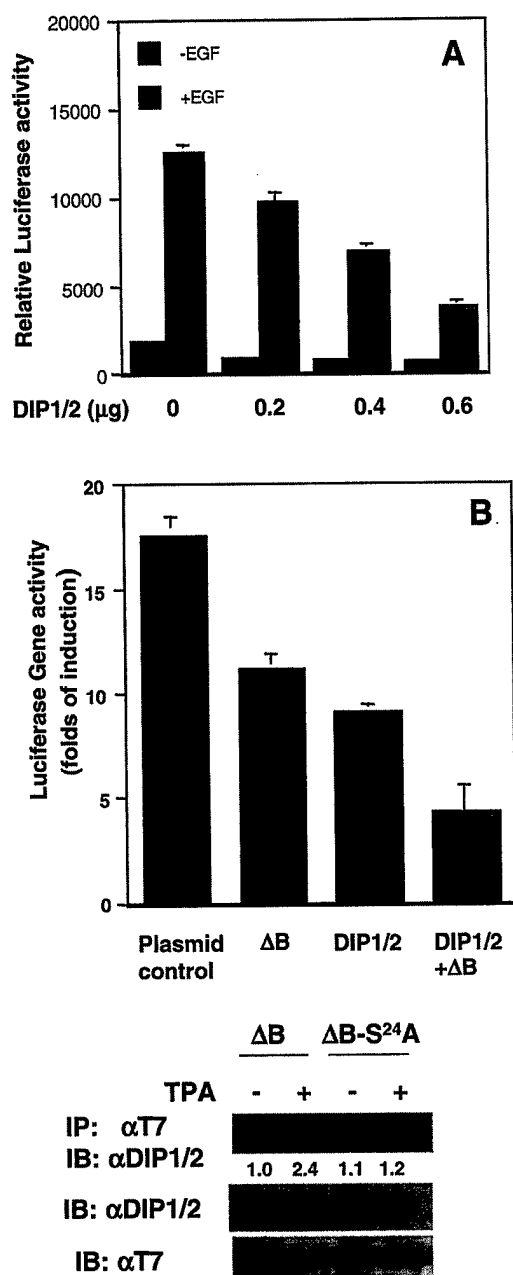 A
20000
15000
10000
5000
0
Relative Luciferase activity
-EGF
+EGF
DIP1/2 (μg) 0 0.2 0.4 0.6
B
20
15
10
5
0
Luciferase Gene activity
(folds of induction)
Plasmid control
ΔB
DIP1/2
DIP1/2 +ΔB
ΔB ΔB-S²⁴A
TPA - + - +
IP: αT7
IB: αDIP1/2 1.0 2.4 1.1 1.2
IB: αDIP1/2
IB: αT7